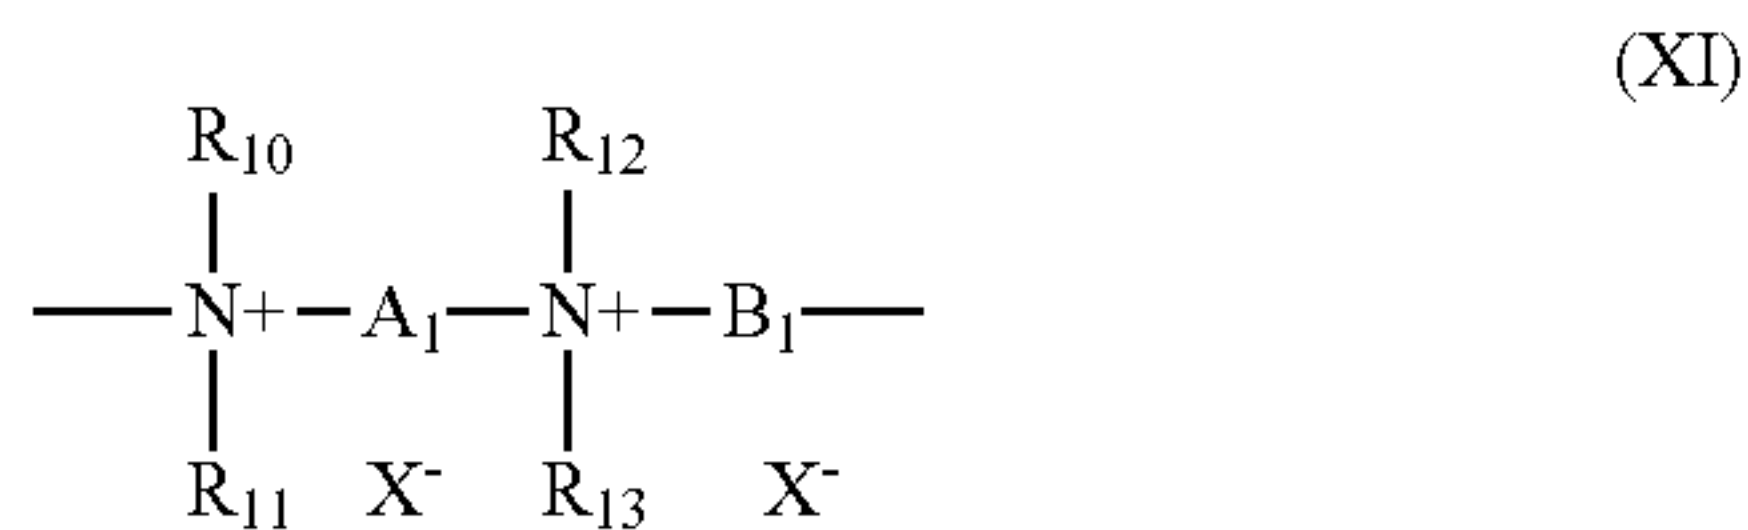 (XI)
R10 R12
N+ A1 N+ B1
R11 X- R13 X-